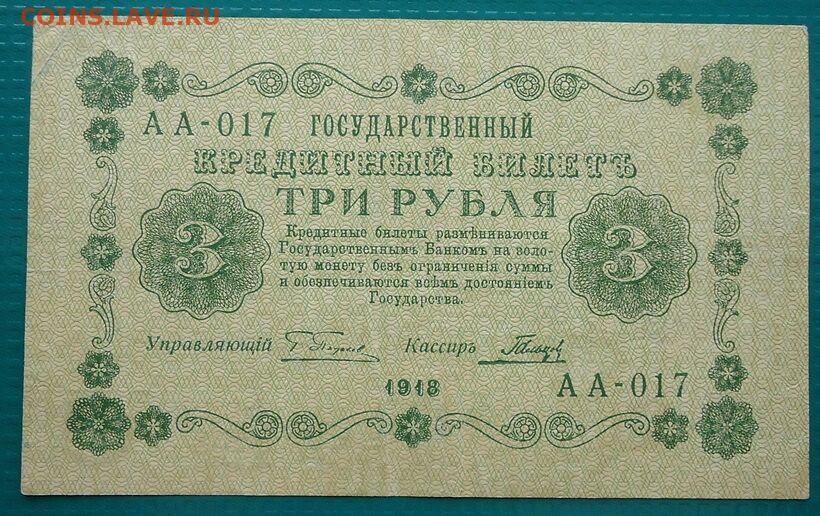 COINS.LAVE.RU
АА-017 ГОСУДАРСТВЕННЫЙ
КРЕДИТНЫЙ БИЛЕТЪ
ТРИ РУБЛЯ
3
3
Кредитные билеты размѣниваются
Государственнымъ Банкомъ на золо-
тую монету безъ ограниченія суммы
и обезпечиваются всѣмъ достояніемъ
Государства.
Управляющій
Кассиръ
1918
АА-017